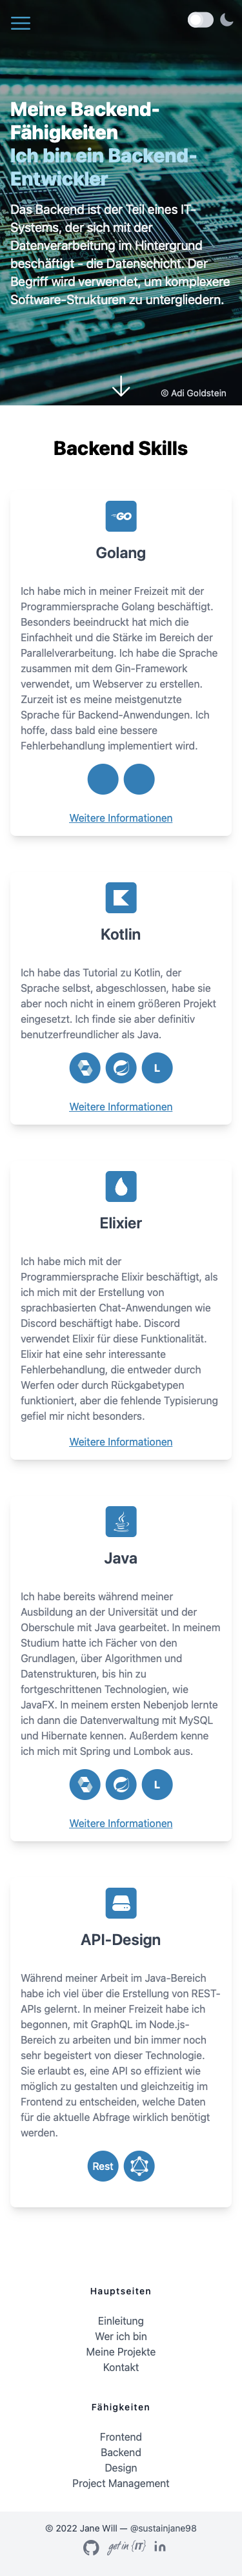 Meine Backend-
Fähigkeiten
Ich bin ein Backend-
Entwickler
Das Backend ist der Teil eines IT-
Systems, der sich mit der
Datenverarbeitung im Hintergrund
beschäftigt - die Datenschicht. Der
Begriff wird verwendet, um komplexere
Software-Strukturen zu untergliedern.
© Adi Goldstein
Backend Skills
GO
Golang
Ich habe mich in meiner Freizeit mit der
Programmiersprache Golang beschäftigt.
Besonders beeindruckt hat mich die
Einfachheit und die Stärke im Bereich der
Parallelverarbeitung. Ich habe die Sprache
zusammen mit dem Gin-Framework
verwendet, um Webserver zu erstellen.
Zurzeit ist es meine meistgenutzte
Sprache für Backend-Anwendungen. Ich
hoffe, dass bald eine bessere
Fehlerbehandlung implementiert wird.
Weitere Informationen
Kotlin
Ich habe das Tutorial zu Kotlin, der
Sprache selbst, abgeschlossen, habe sie
aber noch nicht in einem größeren Projekt
eingesetzt. Ich finde sie aber definitiv
benutzerfreundlicher als Java.
L
Weitere Informationen
Elixier
Ich habe mich mit der
Programmiersprache Elixir beschäftigt, als
ich mich mit der Erstellung von
sprachbasierten Chat-Anwendungen wie
Discord beschäftigt habe. Discord
verwendet Elixir für diese Funktionalität.
Elixir hat eine sehr interessante
Fehlerbehandlung, die entweder durch
Werfen oder durch Rückgabetypen
funktioniert, aber die fehlende Typisierung
gefiel mir nicht besonders.
Weitere Informationen
Java
Ich habe bereits während meiner
Ausbildung an der Universität und der
Oberschule mit Java gearbeitet. In meinem
Studium hatte ich Fächer von den
Grundlagen, über Algorithmen und
Datenstrukturen, bis hin zu
fortgeschrittenen Technologien, wie
JavaFX. In meinem ersten Nebenjob lernte
ich dann die Datenverwaltung mit MySQL
und Hibernate kennen. Außerdem kenne
ich mich mit Spring und Lombok aus.
L
Weitere Informationen
API-Design
Während meiner Arbeit im Java-Bereich
habe ich viel über die Erstellung von REST-
APIs gelernt. In meiner Freizeit habe ich
begonnen, mit GraphQL im Node.js-
Bereich zu arbeiten und bin immer noch
sehr begeistert von dieser Technologie.
Sie erlaubt es, eine API so effizient wie
möglich zu gestalten und gleichzeitig im
Frontend zu entscheiden, welche Daten
für die aktuelle Abfrage wirklich benötigt
werden.
Rest
Hauptseiten
Einleitung
Wer ich bin
Meine Projekte
Kontakt
Fähigkeiten
Frontend
Backend
Design
Project Management
© 2022 Jane Will — @sustainjane98
get in {IT}
in